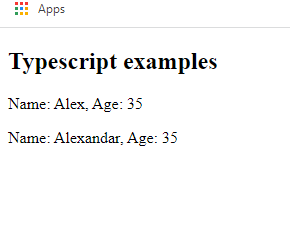 Apps
Typescript examples
Name: Alex, Age: 35
Name: Alexandar, Age: 35